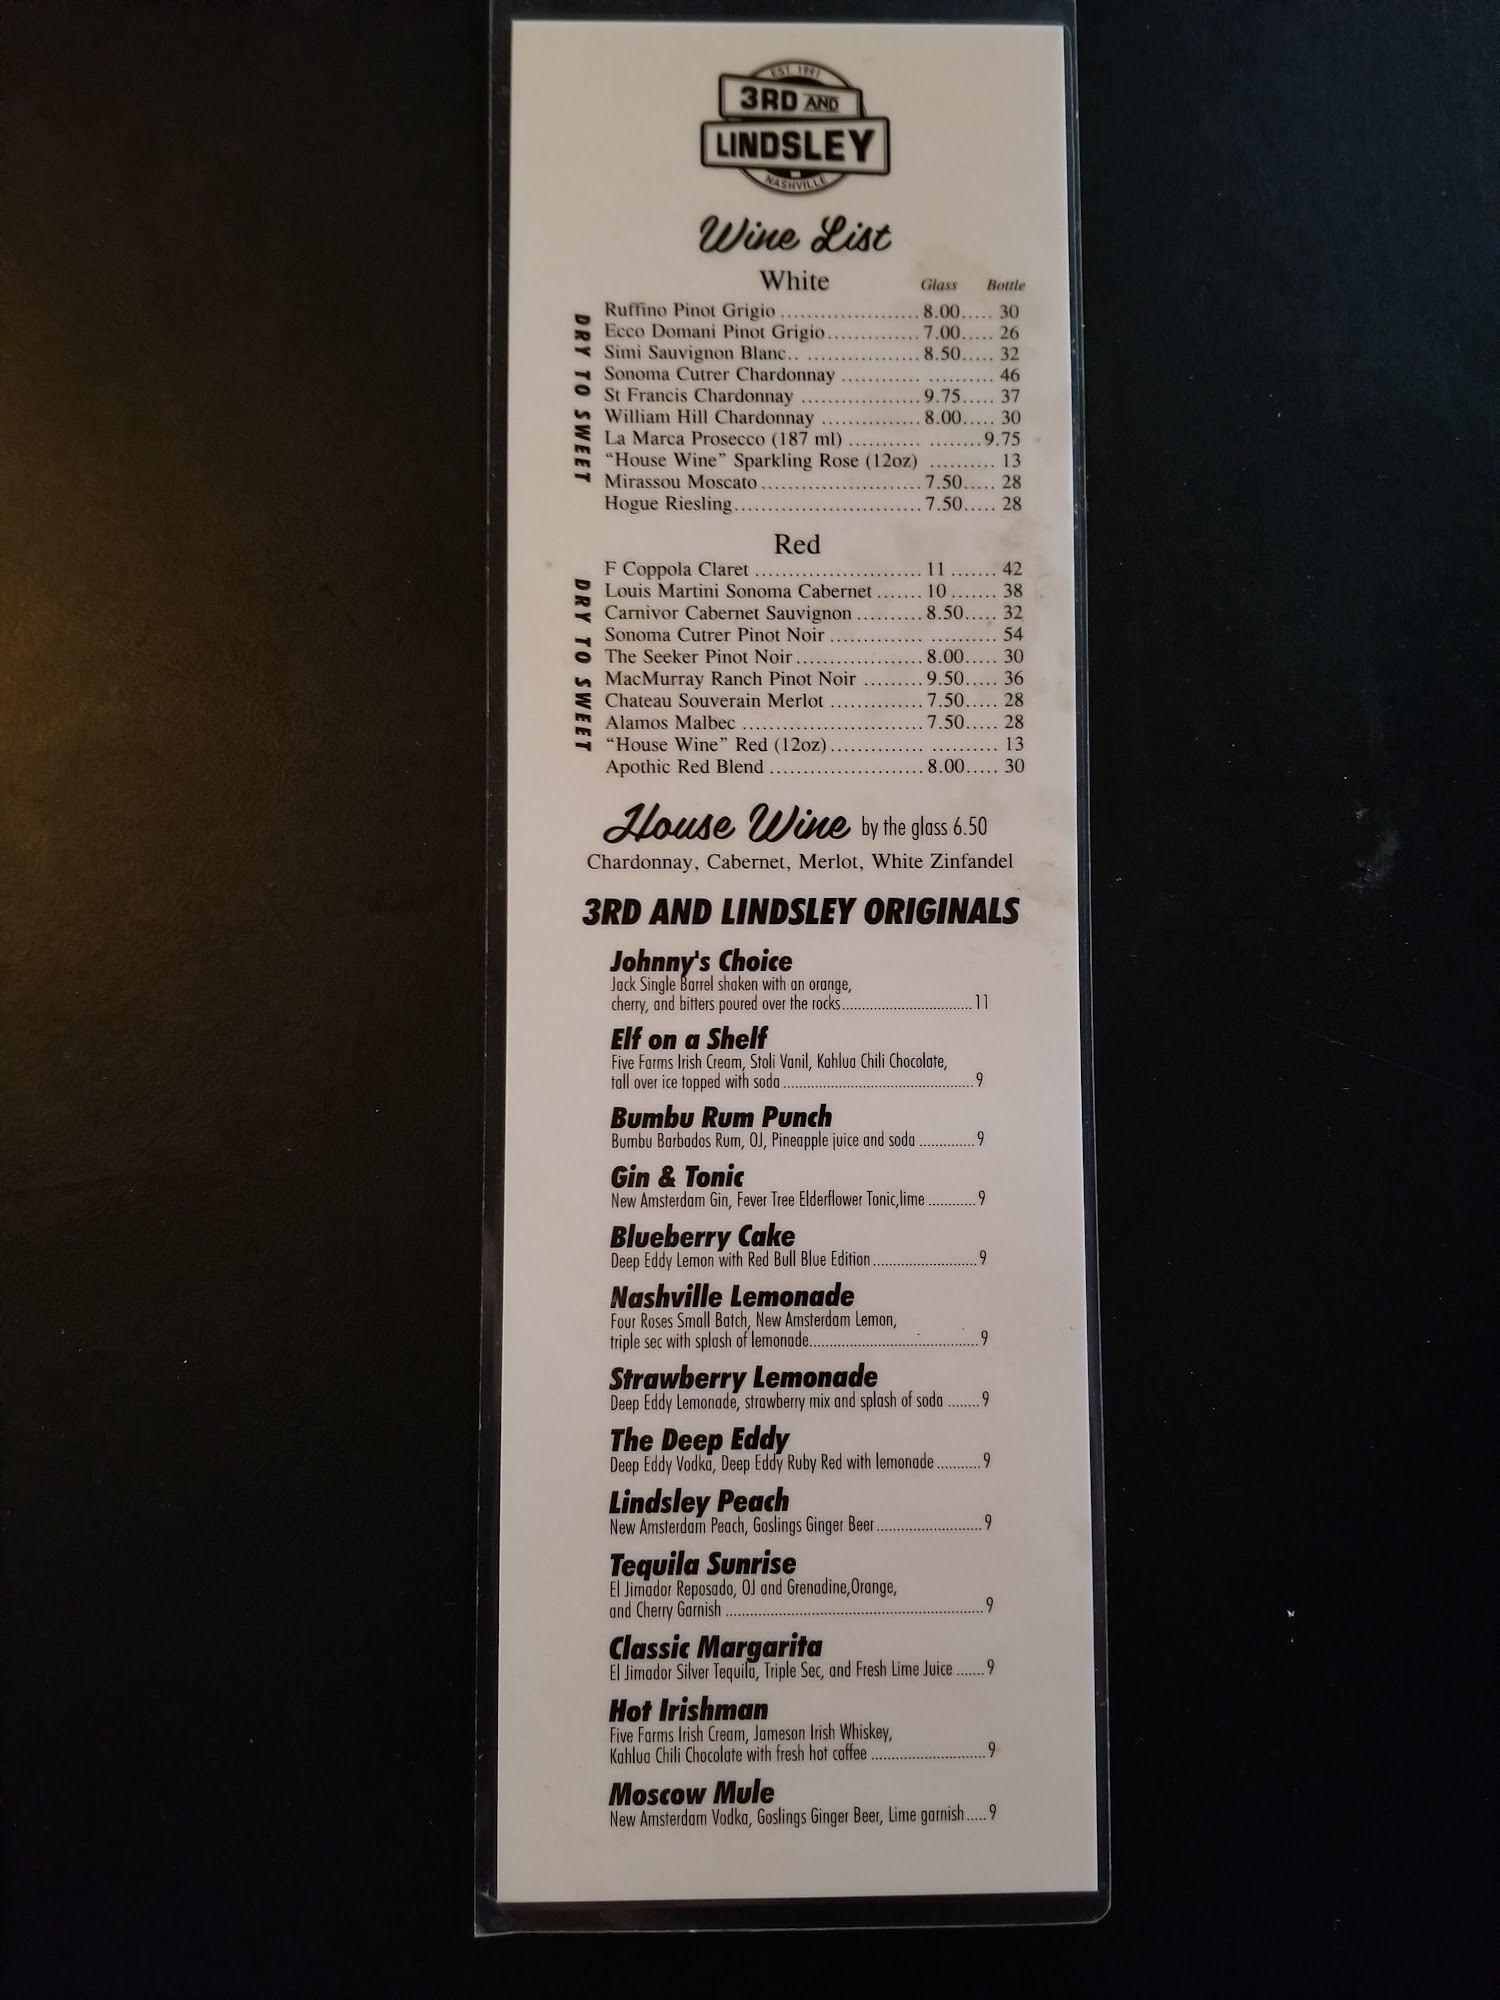 EST. 1991
3RD AND
LINDSLEY
NASHVILLE
Wine List
White Glass Bottle
DRY TO SWEET
Ruffino Pinot Grigio ..................... 8.00..... 30
Ecco Domani Pinot Grigio.............. 7.00..... 26
Simi Sauvignon Blanc.. ................. 8.50..... 32
Sonoma Cutrer Chardonnay ............ .......... 46
St Francis Chardonnay .................. 9.75..... 37
William Hill Chardonnay ............... 8.00..... 30
La Marca Prosecco (187 ml) ........... ........9.75
“House Wine” Sparkling Rose (12oz) .......... 13
Mirassou Moscato........................ 7.50..... 28
Hogue Riesling............................ 7.50..... 28
Red
DRY TO SWEET
F Coppola Claret ......................... 11 ....... 42
Louis Martini Sonoma Cabernet ....... 10 ....... 38
Carnivor Cabernet Sauvignon .......... 8.50..... 32
Sonoma Cutrer Pinot Noir .............. .......... 54
The Seeker Pinot Noir................... 8.00..... 30
MacMurray Ranch Pinot Noir ......... 9.50..... 36
Chateau Souverain Merlot .............. 7.50..... 28
Alamos Malbec ........................... 7.50..... 28
“House Wine” Red (12oz).............. .......... 13
Apothic Red Blend ....................... 8.00..... 30
House Wine by the glass 6.50
Chardonnay, Cabernet, Merlot, White Zinfandel
3RD AND LINDSLEY ORIGINALS
Johnny's Choice
Jack Single Barrel shaken with an orange,
cherry, and bitters poured over the rocks.................................11
Elf on a Shelf
Five Farms Irish Cream, Stoli Vanil, Kahlua Chili Chocolate,
tall over ice topped with soda ................................................9
Bumbu Rum Punch
Bumbu Barbados Rum, OJ, Pineapple juice and soda ..............9
Gin & Tonic
New Amsterdam Gin, Fever Tree Elderflower Tonic,lime ............9
Blueberry Cake
Deep Eddy Lemon with Red Bull Blue Edition..........................9
Nashville Lemonade
Four Roses Small Batch, New Amsterdam Lemon,
triple sec with splash of lemonade...........................................9
Strawberry Lemonade
Deep Eddy Lemonade, strawberry mix and splash of soda ........9
The Deep Eddy
Deep Eddy Vodka, Deep Eddy Ruby Red with lemonade...........9
Lindsley Peach
New Amsterdam Peach, Goslings Ginger Beer..........................9
Tequila Sunrise
El Jimador Reposado, OJ and Grenadine,Orange,
and Cherry Garnish .................................................................9
Classic Margarita
El Jimador Silver Tequila, Triple Sec, and Fresh Lime Juice .......9
Hot Irishman
Five Farms Irish Cream, Jameson Irish Whiskey,
Kahlua Chili Chocolate with fresh hot coffee .............................9
Moscow Mule
New Amsterdam Vodka, Goslings Ginger Beer, Lime garnish.....9